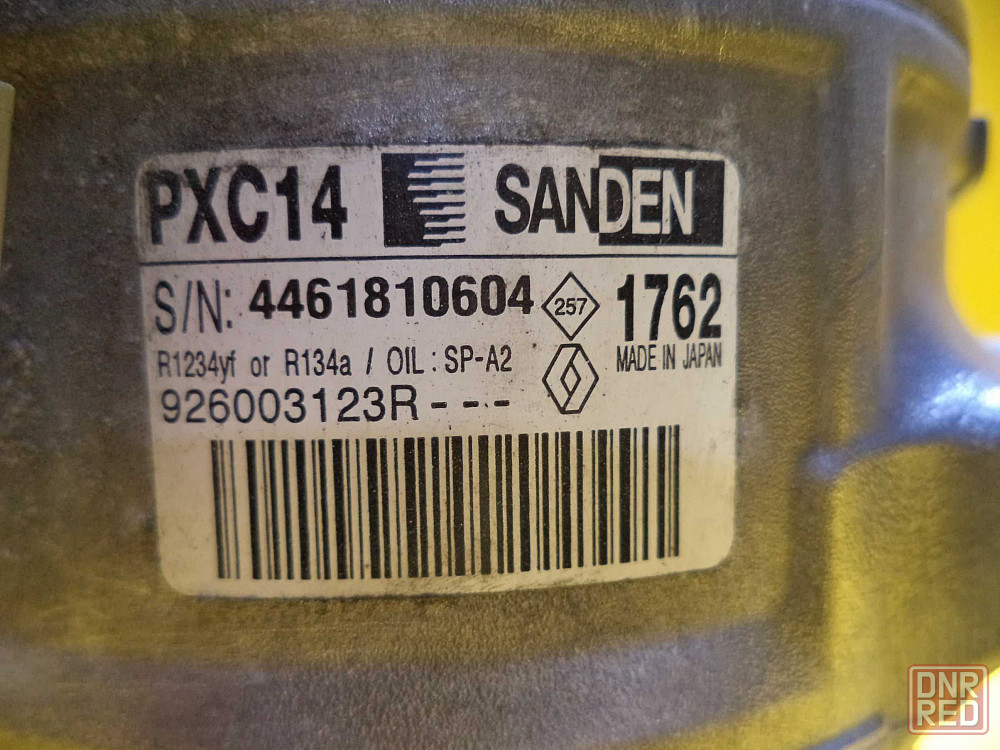 PXC14 SANDEN
S/N: 4461810604 257 1762
R1234yf or R134a / OIL : SP-A2 MADE IN JAPAN
926003123R - - -
DNR
RED